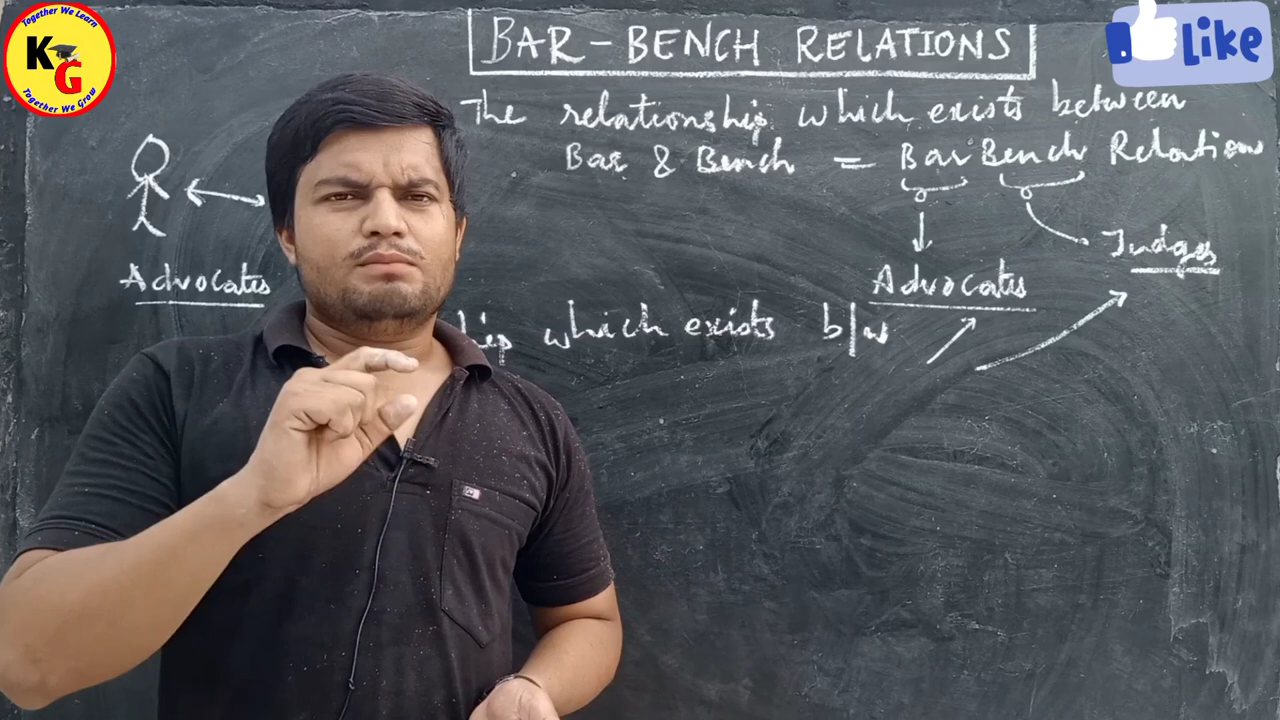 Together We Learn
KG
Together We Grow
Like
BAR-BENCH RELATIONS
The relationship which exists between
Bar & Bench = Bar Bench Relation
Judges
Advocates
Advocates
hip which exists b/w